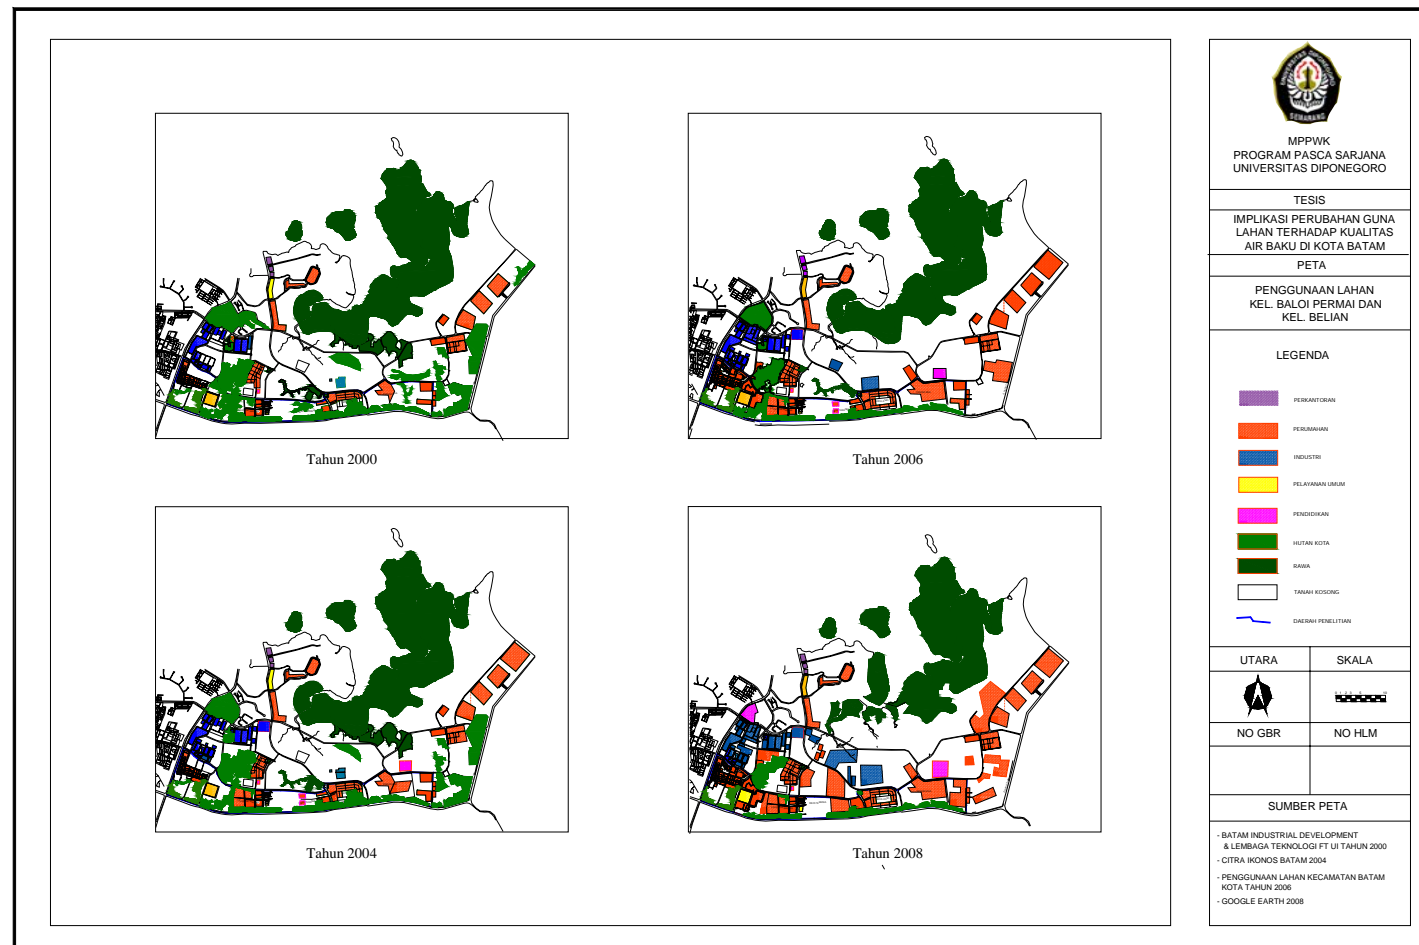 Tahun 2000
Tahun 2006
Tahun 2004
Tahun 2008
UNIVERSITAS DIPONEGORO
SEMARANG
MPPWK
PROGRAM PASCA SARJANA
UNIVERSITAS DIPONEGORO
TESIS
IMPLIKASI PERUBAHAN GUNA
LAHAN TERHADAP KUALITAS
AIR BAKU DI KOTA BATAM
PETA
PENGGUNAAN LAHAN
KEL. BALOI PERMAI DAN
KEL. BELIAN
LEGENDA
PERKANTORAN
PERUMAHAN
INDUSTRI
PELAYANAN UMUM
PENDIDIKAN
HUTAN KOTA
RAWA
TANAH KOSONG
DAERAH PENELITIAN
UTARA
SKALA
NO GBR
NO HLM
SUMBER PETA
- BATAM INDUSTRIAL DEVELOPMENT
& LEMBAGA TEKNOLOGI FT UI TAHUN 2000
- CITRA IKONOS BATAM 2004
- PENGGUNAAN LAHAN KECAMATAN BATAM
KOTA TAHUN 2006
- GOOGLE EARTH 2008